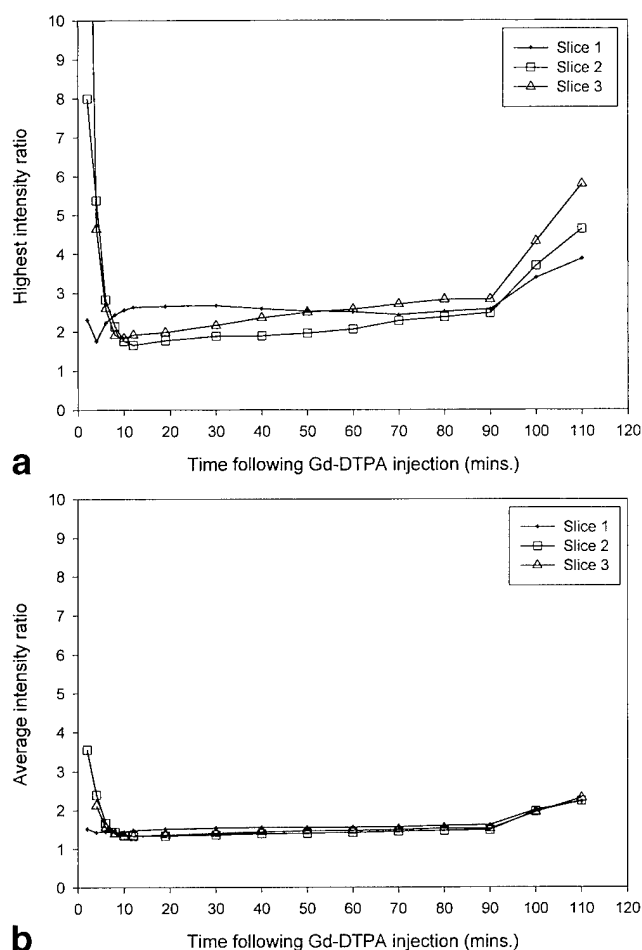 10
9
8
7
6
5
4
3
2
1
0
Highest intensity ratio
Slice 1
Slice 2
Slice 3
0 10 20 30 40 50 60 70 80 90 100 110 120
a
Time following Gd-DTPA injection (mins.)
10
9
8
7
6
5
4
3
2
1
0
Average intensity ratio
Slice 1
Slice 2
Slice 3
0 10 20 30 40 50 60 70 80 90 100 110 120
b
Time following Gd-DTPA injection (mins.)